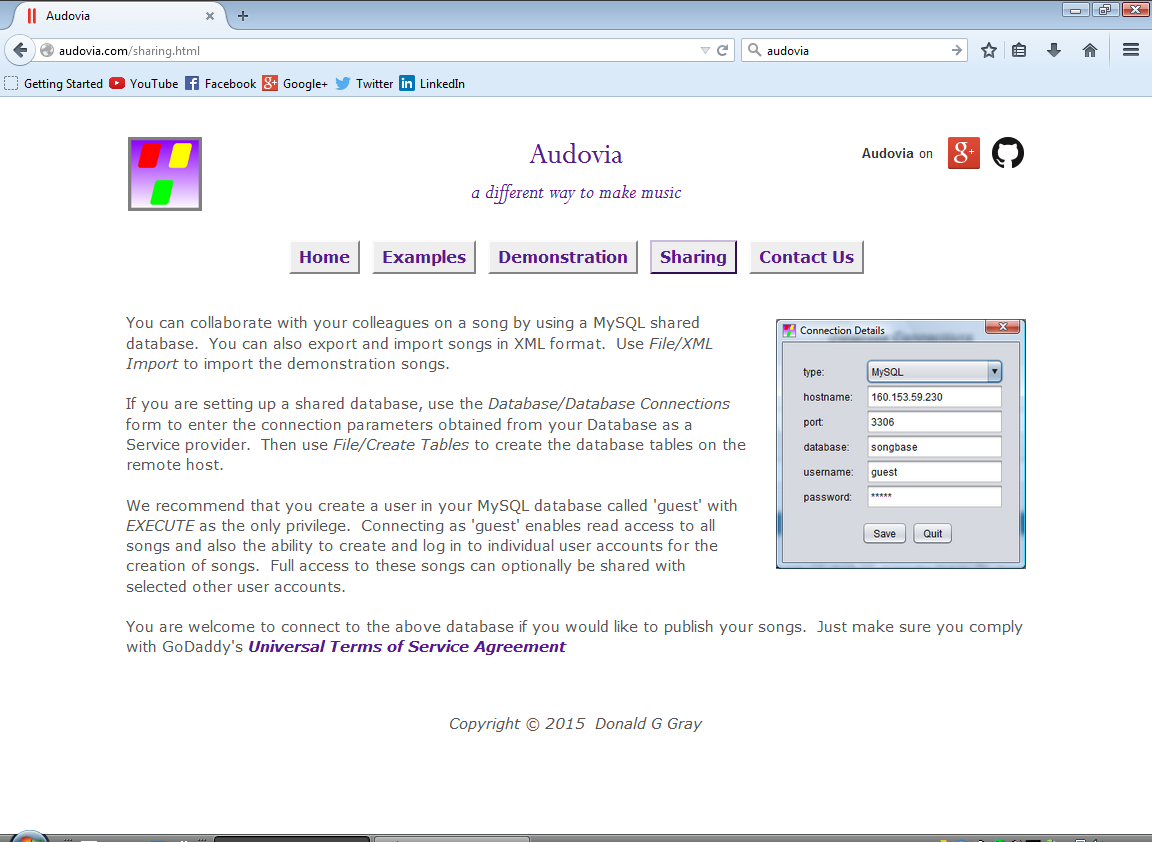 Audovia
audovia.com/sharing.html
audovia
Getting Started YouTube Facebook Google+ Twitter LinkedIn
Audovia
a different way to make music
Audovia on g+
Home Examples Demonstration Sharing Contact Us
You can collaborate with your colleagues on a song by using a MySQL shared
database. You can also export and import songs in XML format. Use File/XML
Import to import the demonstration songs.
If you are setting up a shared database, use the Database/Database Connections
form to enter the connection parameters obtained from your Database as a
Service provider. Then use File/Create Tables to create the database tables on the
remote host.
We recommend that you create a user in your MySQL database called 'guest' with
EXECUTE as the only privilege. Connecting as 'guest' enables read access to all
songs and also the ability to create and log in to individual user accounts for the
creation of songs. Full access to these songs can optionally be shared with
selected other user accounts.
Connection Details
type: MySQL
hostname: 160.153.59.230
port: 3306
database: songbase
username: guest
password: *****
Save Quit
You are welcome to connect to the above database if you would like to publish your songs. Just make sure you comply
with GoDaddy's Universal Terms of Service Agreement
Copyright © 2015 Donald G Gray